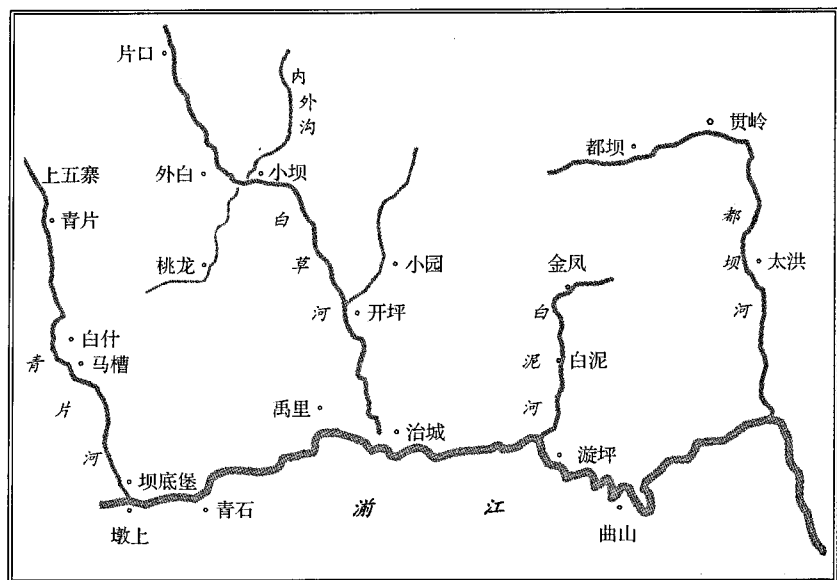 片口
内外沟
贯岭
都坝
上五寨
外白
小坝
青片
白草河
都坝河
桃龙
小园
金凤
太洪
开坪
白泥河
白什
马槽
白泥
青片河
禹里
治城
漩坪
坝底堡
青石
湔江
墩上
曲山